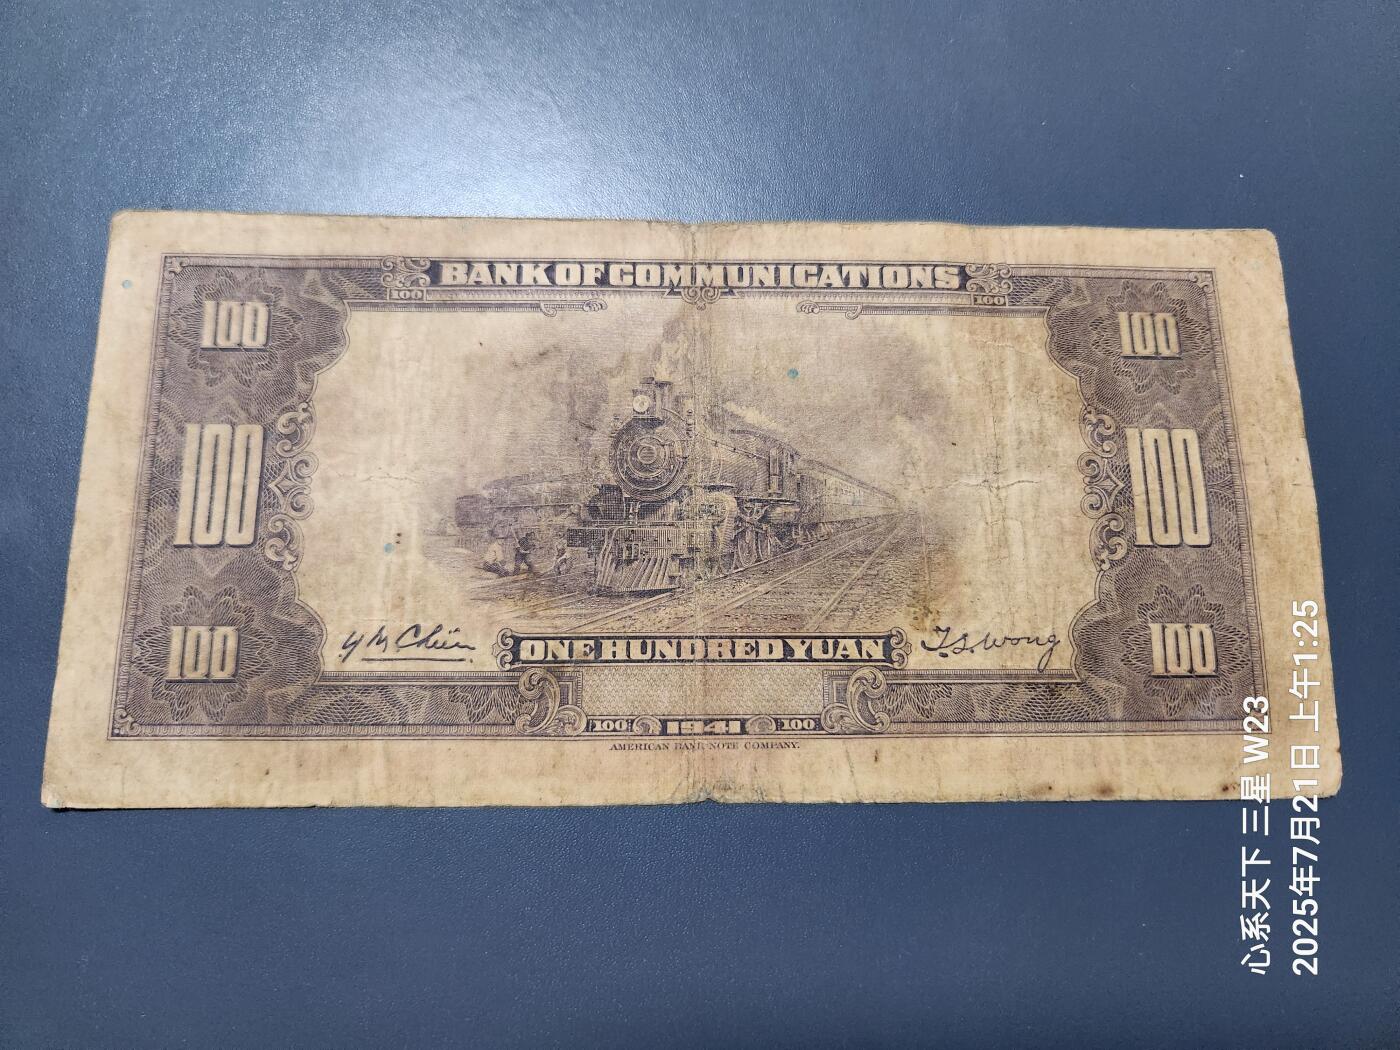 BANK OF COMMUNICATIONS
100 100
100 100
100 100
Y M Chien T.S. Wong
ONE HUNDRED YUAN
100 100
100 1941 100
AMERICAN BANK NOTE COMPANY.
心系天下 三星 W23
2025年7月21日 上午1:25